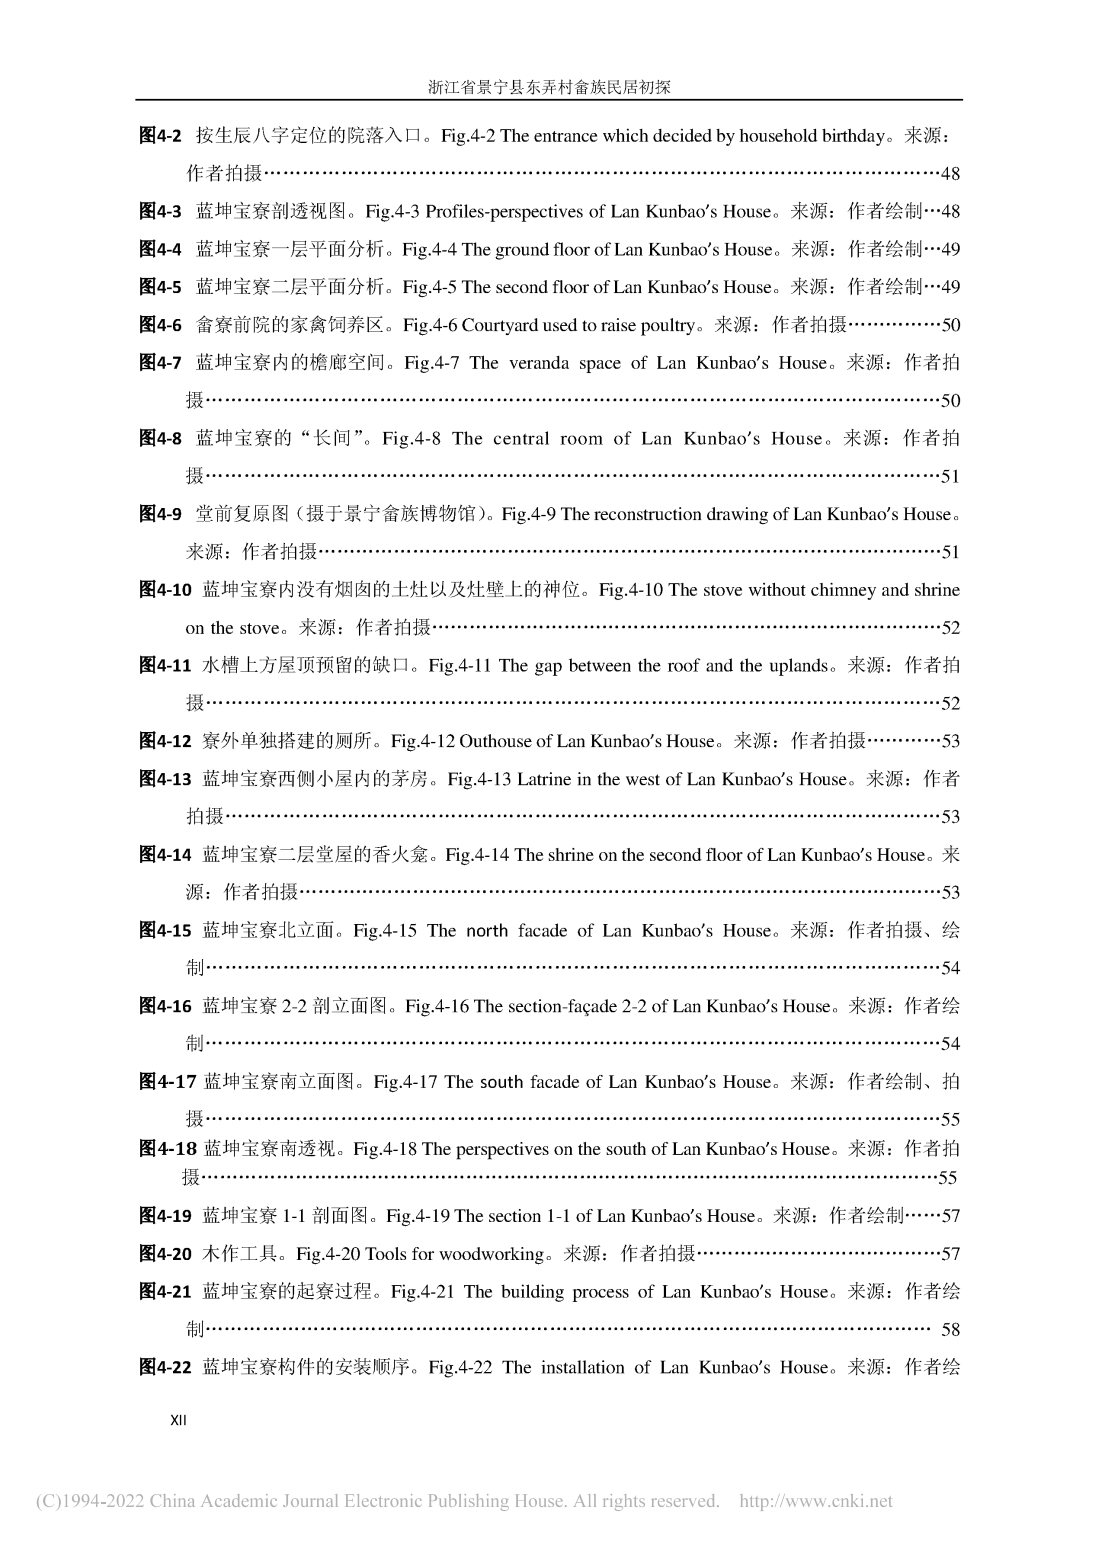 浙江省景宁县东弄村畲族民居初探
图4-2 按生辰八字定位的院落入口。Fig.4-2 The entrance which decided by household birthday。来源：
作者拍摄…………………………………………………………………………………………48
图4-3 蓝坤宝寮剖透视图。Fig.4-3 Profiles-perspectives of Lan Kunbao's House。来源：作者绘制…48
图4-4 蓝坤宝寮一层平面分析。Fig.4-4 The ground floor of Lan Kunbao's House。来源：作者绘制…49
图4-5 蓝坤宝寮二层平面分析。Fig.4-5 The second floor of Lan Kunbao's House。来源：作者绘制…49
图4-6 畲寮前院的家禽饲养区。Fig.4-6 Courtyard used to raise poultry。来源：作者拍摄……………50
图4-7 蓝坤宝寮内的檐廊空间。Fig.4-7 The veranda space of Lan Kunbao's House。来源：作者拍
摄…………………………………………………………………………………………………50
图4-8 蓝坤宝寮的“长间”。Fig.4-8 The central room of Lan Kunbao's House。来源：作者拍
摄…………………………………………………………………………………………………51
图4-9 堂前复原图（摄于景宁畲族博物馆）。Fig.4-9 The reconstruction drawing of Lan Kunbao's House。
来源：作者拍摄…………………………………………………………………………………51
图4-10 蓝坤宝寮内没有烟囱的土灶以及灶壁上的神位。Fig.4-10 The stove without chimney and shrine
on the stove。来源：作者拍摄……………………………………………………………………52
图4-11 水槽上方屋顶预留的缺口。Fig.4-11 The gap between the roof and the uplands。来源：作者拍
摄…………………………………………………………………………………………………52
图4-12 寮外单独搭建的厕所。Fig.4-12 Outhouse of Lan Kunbao's House。来源：作者拍摄…………53
图4-13 蓝坤宝寮西侧小屋内的茅房。Fig.4-13 Latrine in the west of Lan Kunbao's House。来源：作者
拍摄………………………………………………………………………………………………53
图4-14 蓝坤宝寮二层堂屋的香火龛。Fig.4-14 The shrine on the second floor of Lan Kunbao's House。来
源：作者拍摄……………………………………………………………………………………53
图4-15 蓝坤宝寮北立面。Fig.4-15 The north facade of Lan Kunbao's House。来源：作者拍摄、绘
制…………………………………………………………………………………………………54
图4-16 蓝坤宝寮 2-2 剖立面图。Fig.4-16 The section-façade 2-2 of Lan Kunbao's House。来源：作者绘
制…………………………………………………………………………………………………54
图4-17 蓝坤宝寮南立面图。Fig.4-17 The south facade of Lan Kunbao's House。来源：作者绘制、拍
摄…………………………………………………………………………………………………55
图4-18 蓝坤宝寮南透视。Fig.4-18 The perspectives on the south of Lan Kunbao's House。来源：作者拍
摄…………………………………………………………………………………………………55
图4-19 蓝坤宝寮 1-1 剖面图。Fig.4-19 The section 1-1 of Lan Kunbao's House。来源：作者绘制……57
图4-20 木作工具。Fig.4-20 Tools for woodworking。来源：作者拍摄…………………………………57
图4-21 蓝坤宝寮的起寮过程。Fig.4-21 The building process of Lan Kunbao's House。来源：作者绘
制………………………………………………………………………………………………… 58
图4-22 蓝坤宝寮构件的安装顺序。Fig.4-22 The installation of Lan Kunbao's House。来源：作者绘
XII
(C)1994-2022 China Academic Journal Electronic Publishing House. All rights reserved. http://www.cnki.net